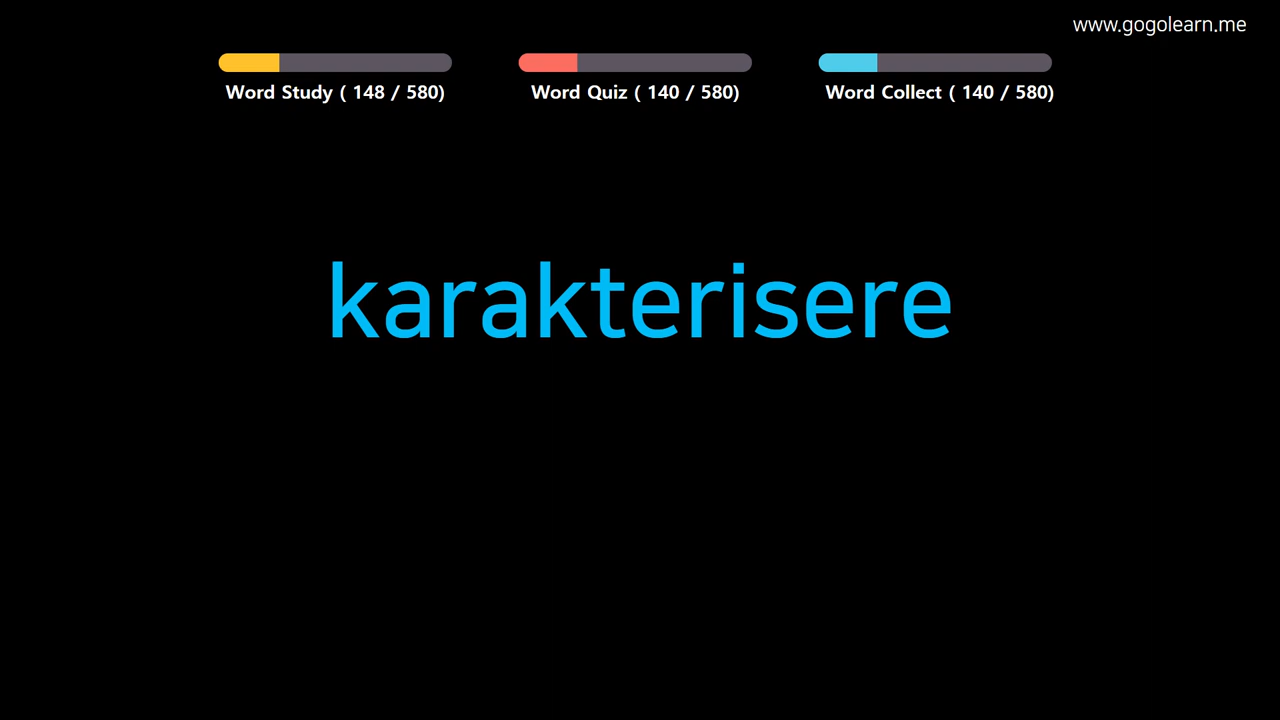 www.gogolearn.me
Word Study ( 148 / 580)
Word Quiz ( 140 / 580)
Word Collect ( 140 / 580)
karakterisere